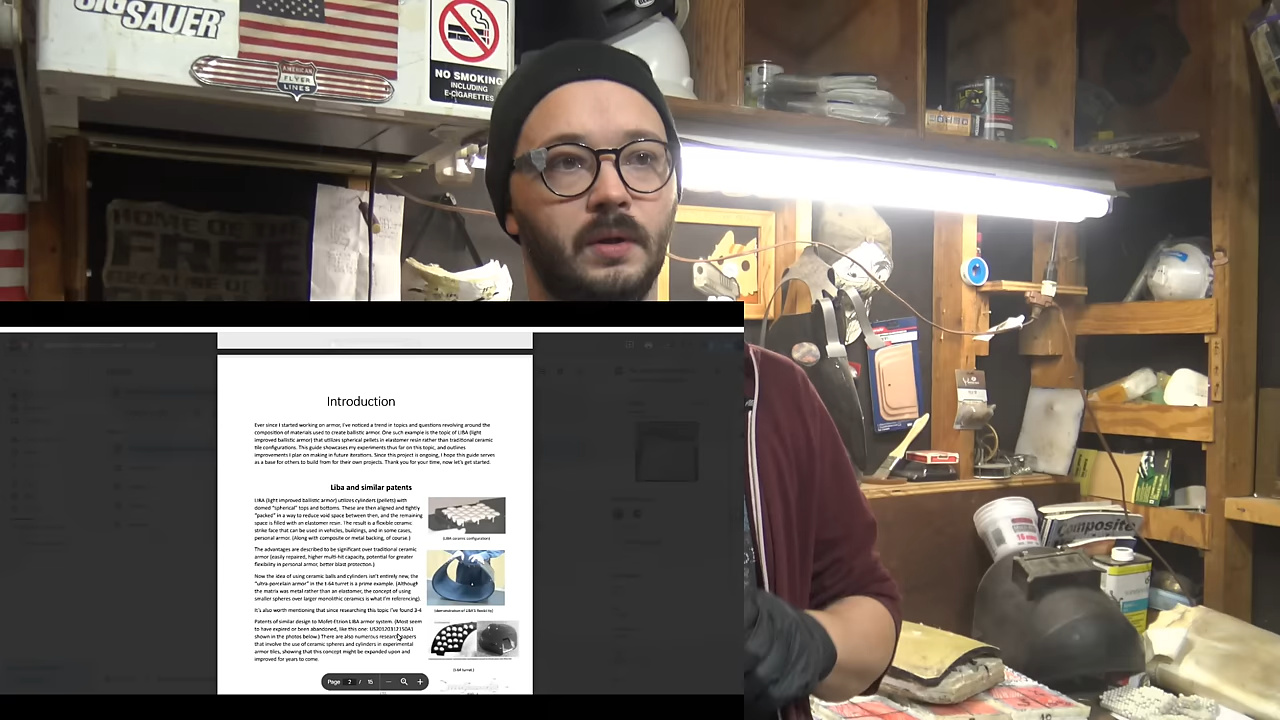 SIG SAUER
AMERICAN
FLYER
LINES
NO SMOKING
INCLUDING
E-CIGARETTES
HOME OF THE
FREE
BECAUSE OF
Composite
Introduction
Ever since I started working on armor, I've noticed a trend in topics and questions revolving around the
composition of materials used to create ballistic armor. One such example is the topic of LIBA (light
improved ballistic armor) that utilizes spherical pellets in elastomer resin rather than traditional ceramic
tile configurations. This guide showcases my experiments thus far on this topic, and outlines
improvements I plan on making in future iterations. Since this project is ongoing, I hope this guide serves
as a base for others to build from for their own projects. Thank you for your time, now let's get started.
Liba and similar patents
LIBA (light improved ballistic armor) utilizes cylinders (pellets) with
domed "spherical" tops and bottoms. These are then aligned and tightly
"packed" in a way to reduce void space between then, and the remaining
space is filled with an elastomer resin. The result is a flexible ceramic
strike face that can be used in vehicles, buildings, and in some cases,
personal armor. (Along with composite or metal backing, of course.)
(LIBA ceramic configuration)
The advantages are described to be significant over traditional ceramic
armor (easily repaired, higher multi-hit capacity, potential for greater
flexibility in personal armor, better blast protection.)
Now the idea of using ceramic balls and cylinders isn't entirely new, the
"ultra-porcelain armor" in the t-64 turret is a prime example. (Although
the matrix was metal rather than an elastomer, the concept of using
smaller spheres over larger monolithic ceramics is what I'm referencing).
(demonstration of LIBA'S flexibility)
It's also worth mentioning that since researching this topic I've found 3-4
Patents of similar design to Mofet-Etzion LIBA armor system. (Most seem
to have expired or been abandoned, like this one: US20120312150A1
shown in the photos below.) There are also numerous research papers
that involve the use of ceramic spheres and cylinders in experimental
armor tiles, showing that this concept might be expanded upon and
improved for years to come.
(t-64 turret)
Page 2 / 15